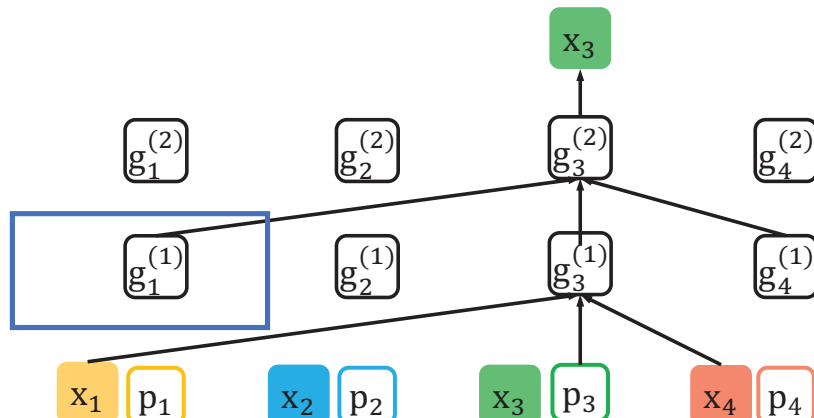 x₃
g₁⁽²⁾ g₂⁽²⁾ g₃⁽²⁾ g₄⁽²⁾
g₁⁽¹⁾ g₂⁽¹⁾ g₃⁽¹⁾ g₄⁽¹⁾
x₁ p₁ x₂ p₂ x₃ p₃ x₄ p₄